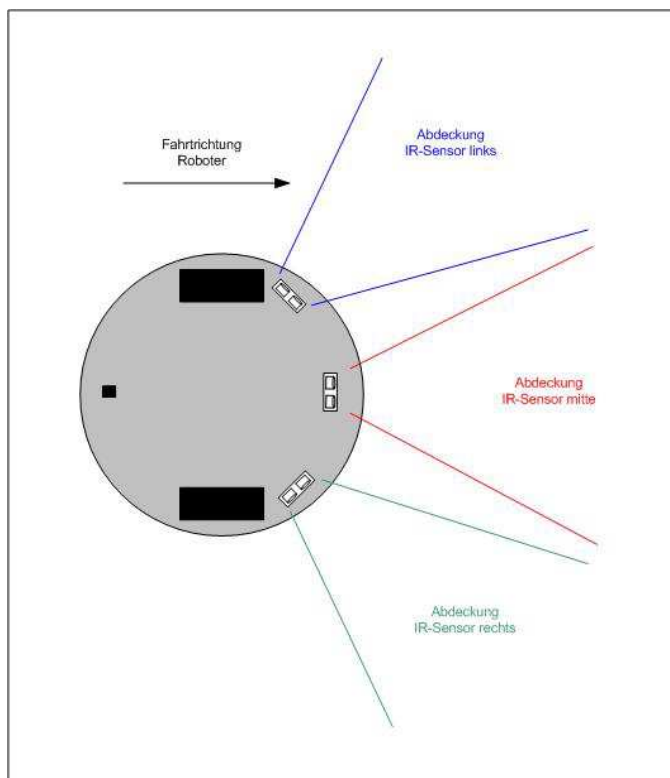 Abdeckung
IR-Sensor links
Fahrtrichtung
Roboter
Abdeckung
IR-Sensor mitte
Abdeckung
IR-Sensor rechts